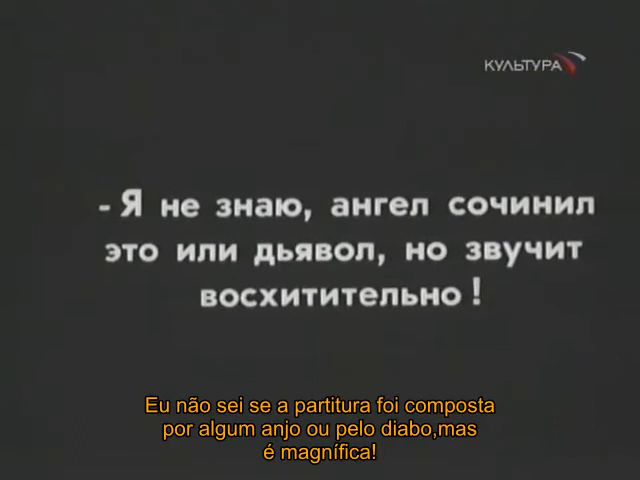 КУЛЬТУРА
- Я не знаю, ангел сочинил
это или дьявол, но звучит
восхитительно!
Eu não sei se a partitura foi composta
por algum anjo ou pelo diabo,mas
é magnífica!